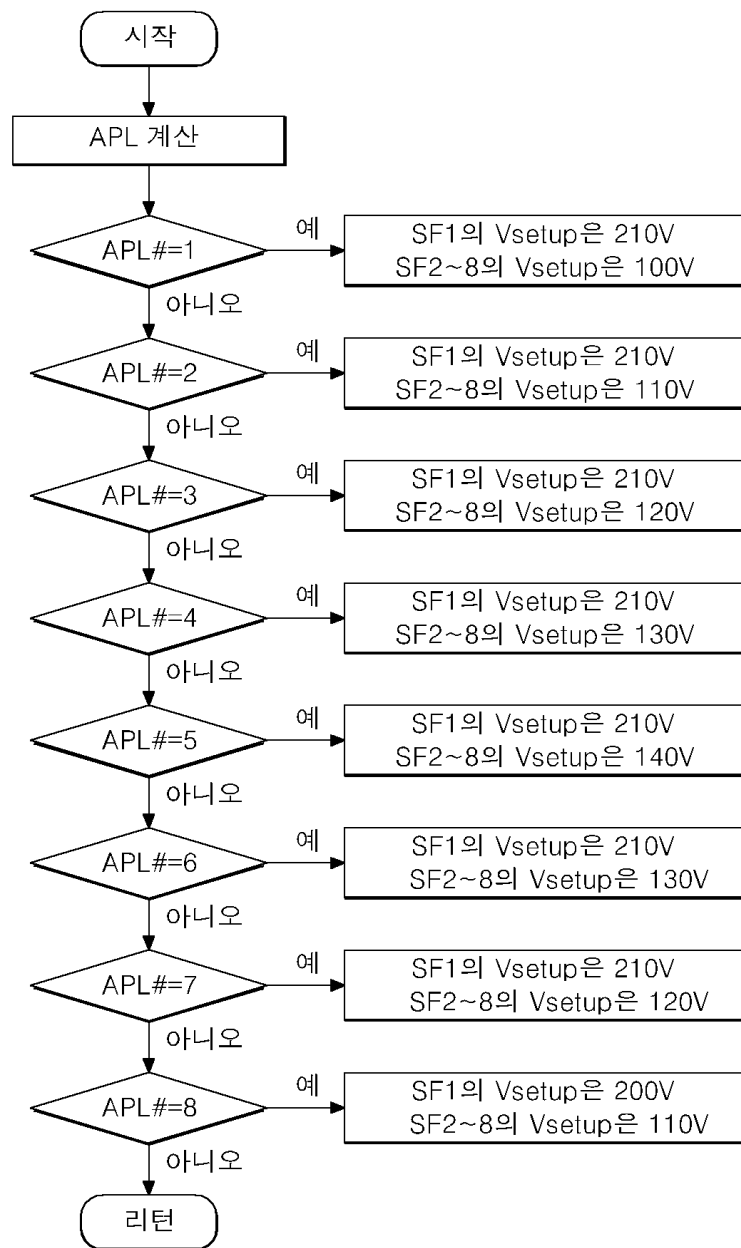 시작
APL 계산
APL#=1
예
SF1의 Vsetup은 210V
SF2~8의 Vsetup은 100V
아니오
APL#=2
예
SF1의 Vsetup은 210V
SF2~8의 Vsetup은 110V
아니오
APL#=3
예
SF1의 Vsetup은 210V
SF2~8의 Vsetup은 120V
아니오
APL#=4
예
SF1의 Vsetup은 210V
SF2~8의 Vsetup은 130V
아니오
APL#=5
예
SF1의 Vsetup은 210V
SF2~8의 Vsetup은 140V
아니오
APL#=6
예
SF1의 Vsetup은 210V
SF2~8의 Vsetup은 130V
아니오
APL#=7
예
SF1의 Vsetup은 210V
SF2~8의 Vsetup은 120V
아니오
APL#=8
예
SF1의 Vsetup은 200V
SF2~8의 Vsetup은 110V
아니오
리턴